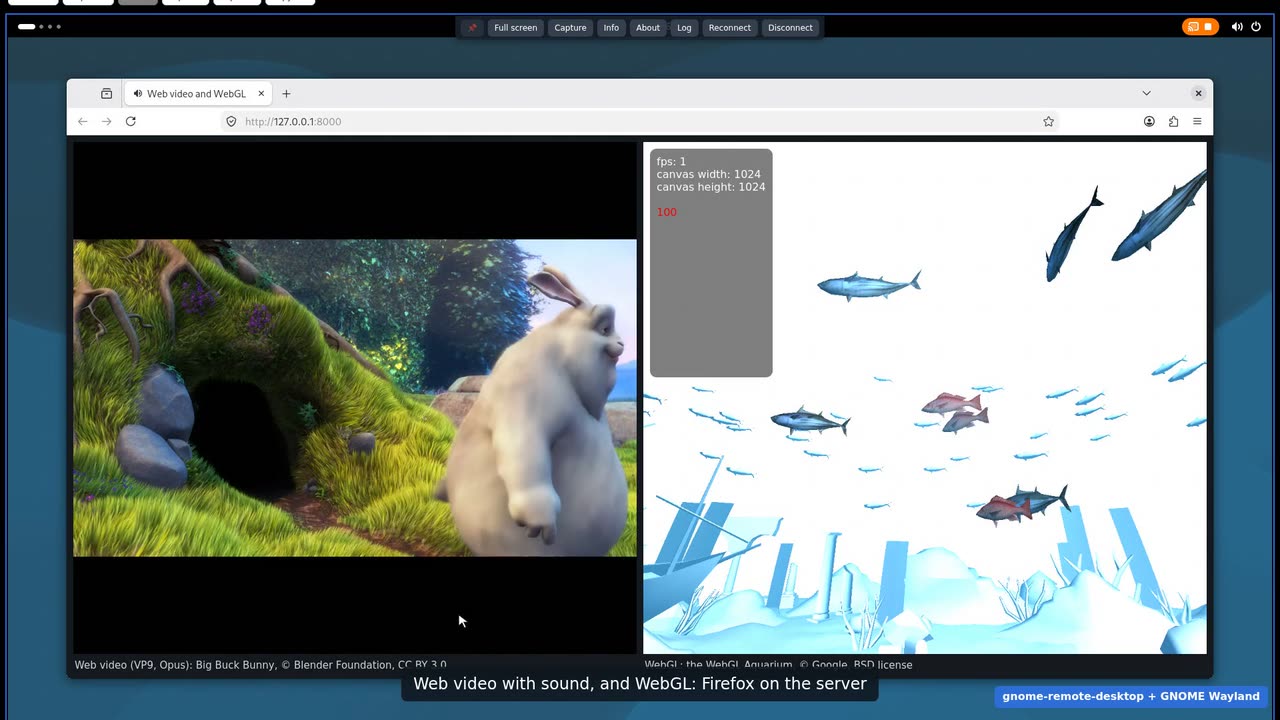 Full screen
Capture
Info
About
Log
Reconnect
Disconnect
Web video and WebGL
http://127.0.0.1:8000
fps: 1
canvas width: 1024
canvas height: 1024
100
Web video (VP9, Opus): Big Buck Bunny, © Blender Foundation, CC BY 3.0
WebGL: the WebGL Aquarium, © Google, BSD license
Web video with sound, and WebGL: Firefox on the server
gnome-remote-desktop + GNOME Wayland